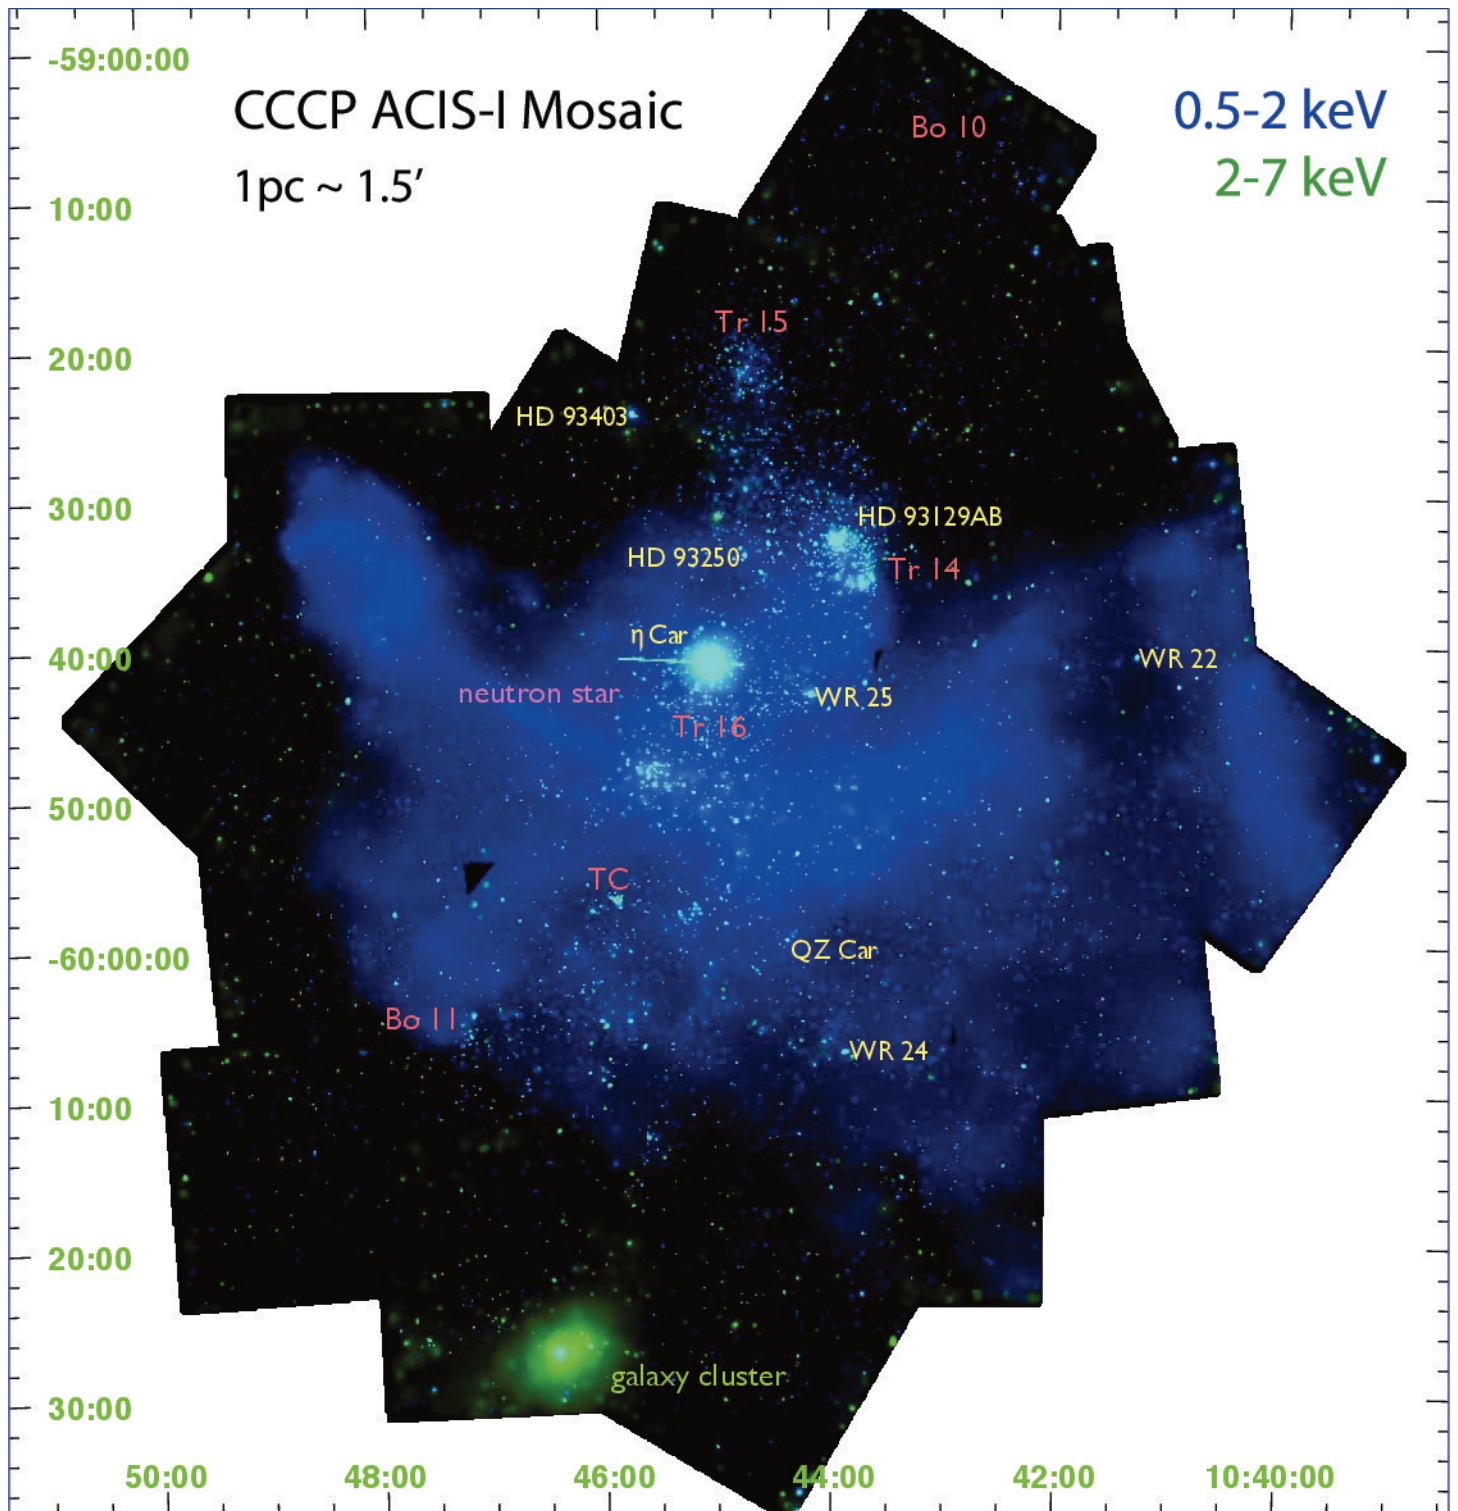 -59:00:00
CCCP ACIS-I Mosaic
0.5-2 keV
Bo 10
1pc ~ 1.5′
2-7 keV
10:00
Tr 15
20:00
HD 93403
30:00
HD 93129AB
HD 93250
Tr 14
η Car
40:00
WR 22
neutron star
WR 25
Tr 16
50:00
TC
-60:00:00
QZ Car
Bo 11
WR 24
10:00
20:00
galaxy cluster
30:00
50:00 48:00 46:00 44:00 42:00 10:40:00